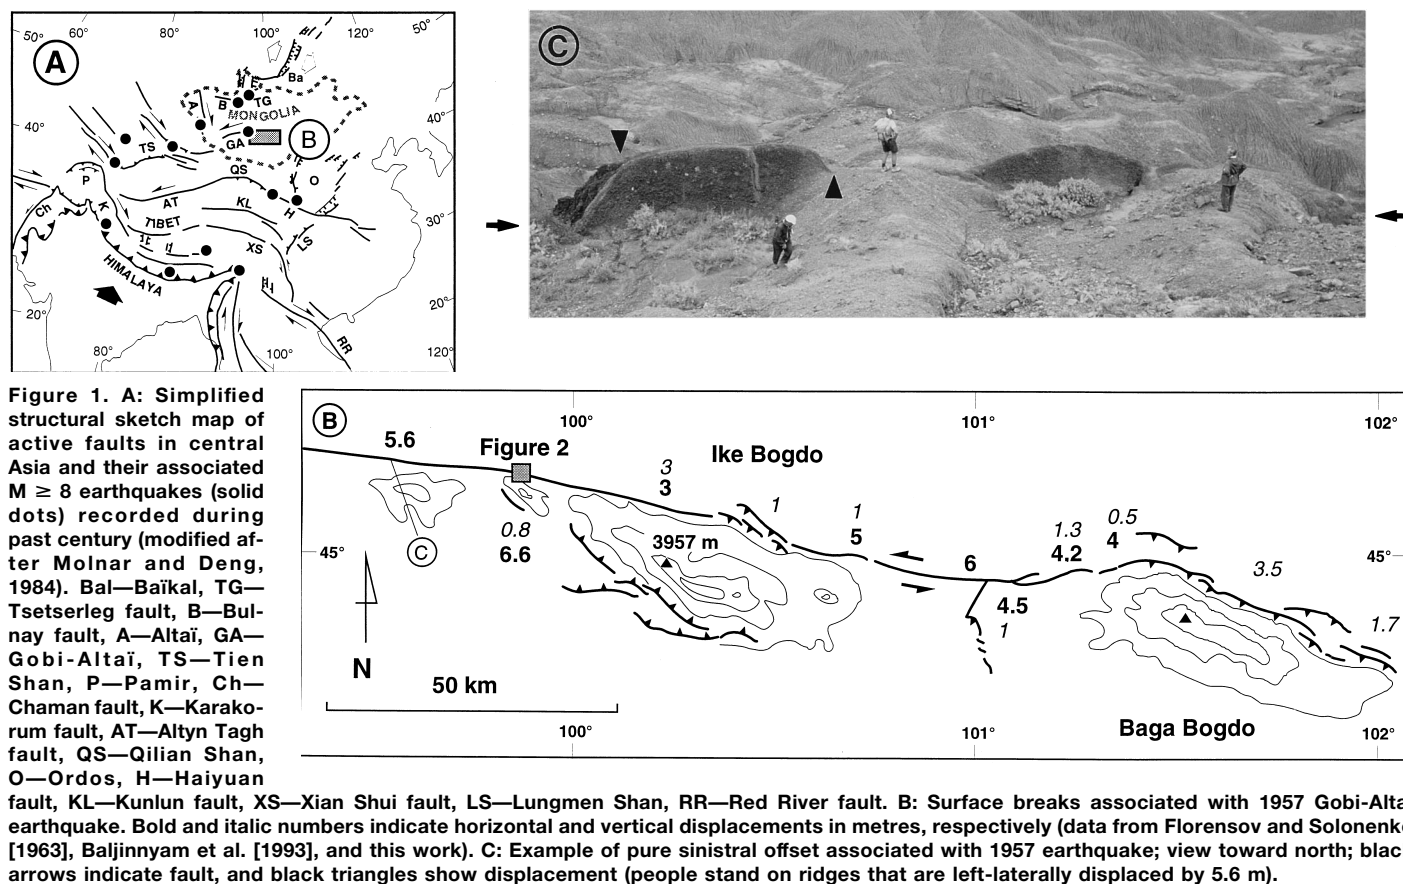 50°
60°
80°
100°
120°
50°
A
Ba
B
TG
A
MONGOLIA
40°
40°
GA
B
TS
QS
P
O
K
AT
KL
H
Ch
30°
TIBET
XS
LS
HIMALAYA
20°
20°
RR
80°
100°
120°
C
Figure 1. A: Simplified
structural sketch map of
active faults in central
Asia and their associated
M ≥ 8 earthquakes (solid
dots) recorded during
past century (modified af-
ter Molnar and Deng,
1984). Bal—Baïkal, TG—
Tsetserleg fault, B—Bul-
nay fault, A—Altaï, GA—
Gobi-Altaï, TS—Tien
Shan, P—Pamir, Ch—
Chaman fault, K—Karako-
rum fault, AT—Altyn Tagh
fault, QS—Qilian Shan,
O—Ordos, H—Haiyuan
fault, KL—Kunlun fault, XS—Xian Shui fault, LS—Lungmen Shan, RR—Red River fault. B: Surface breaks associated with 1957 Gobi-Alta
earthquake. Bold and italic numbers indicate horizontal and vertical displacements in metres, respectively (data from Florensov and Solonenk
[1963], Baljinnyam et al. [1993], and this work). C: Example of pure sinistral offset associated with 1957 earthquake; view toward north; blac
arrows indicate fault, and black triangles show displacement (people stand on ridges that are left-laterally displaced by 5.6 m).
B
100°
101°
102°
5.6
Figure 2
Ike Bogdo
3
3
1
1
5
0.8
6.6
C
3957 m
1.3
4.2
0.5
4
45°
45°
6
4.5
1
3.5
1.7
N
50 km
Baga Bogdo
100°
101°
102°